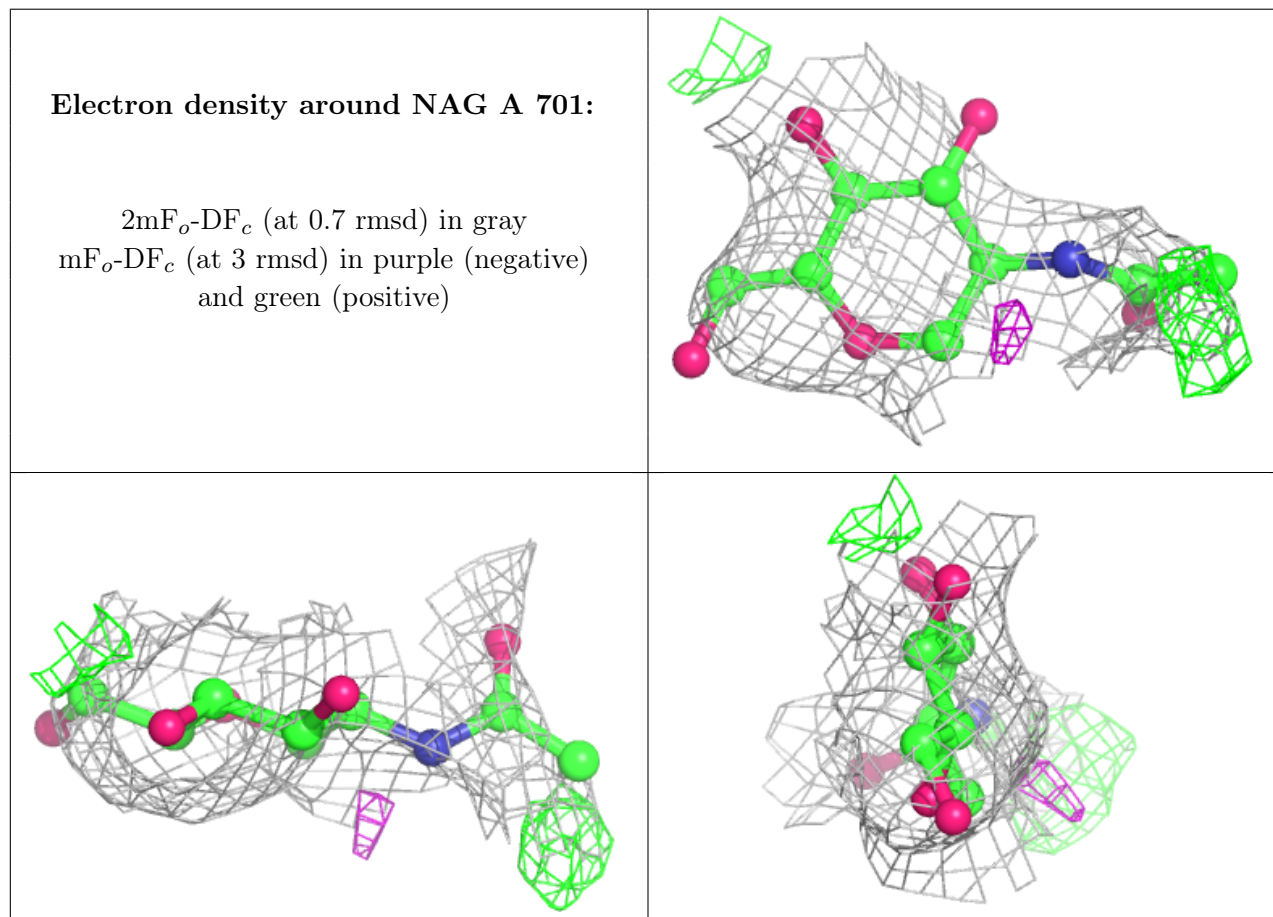 Electron density around NAG A 701:
2mFo-DFc (at 0.7 rmsd) in gray
mFo-DFc (at 3 rmsd) in purple (negative)
and green (positive)